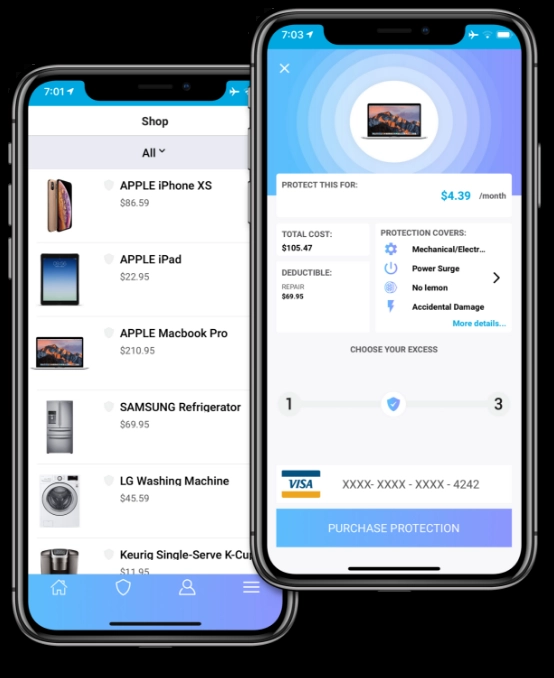 7:01
Shop
All
APPLE iPhone XS
$86.59
APPLE iPad
$22.95
APPLE Macbook Pro
$210.95
SAMSUNG Refrigerator
$69.95
LG Washing Machine
$45.59
Keurig Single-Serve K-Cu
$11.95
7:03
PROTECT THIS FOR:
$4.39 /month
TOTAL COST:
$105.47
DEDUCTIBLE:
REPAIR
$69.95
PROTECTION COVERS:
Mechanical/Electr...
Power Surge
No lemon
Accidental Damage
More details...
CHOOSE YOUR EXCESS
1
3
VISA
XXXX- XXXX - XXXX - 4242
PURCHASE PROTECTION